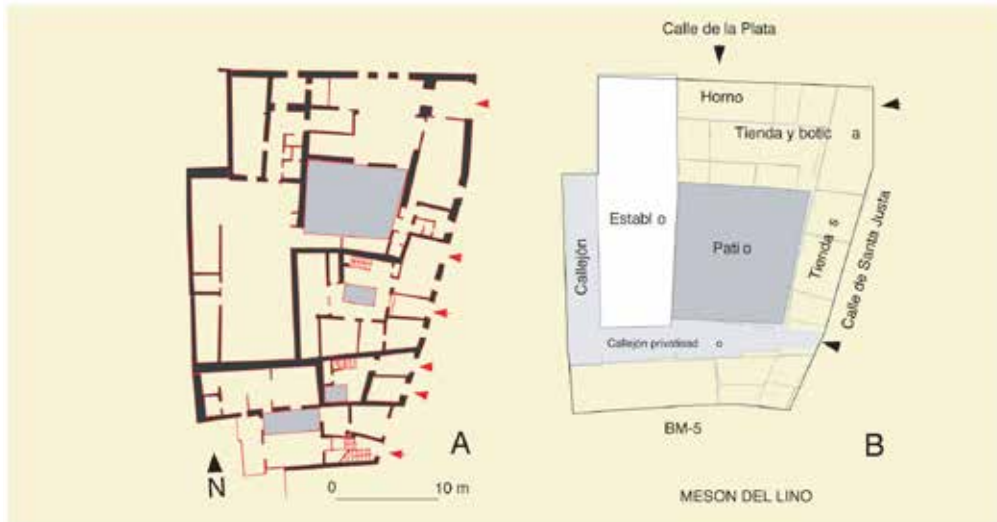 Calle de la Plata
Horno
Tienda y botic a
Establ o
Callejón
Pati o
Tienda s
Calle de Santa Justa
Callejón privatisad o
BM-5
A
B
N
0 10 m
MESON DEL LINO